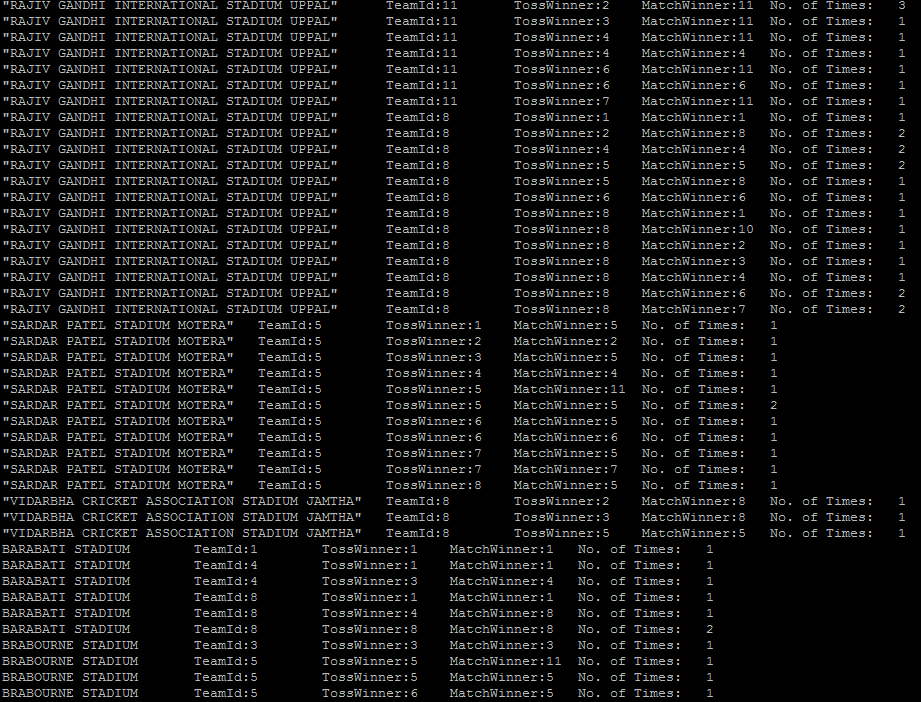 "RAJIV GANDHI INTERNATIONAL STADIUM UPPAL" TeamId:11 TossWinner:2 MatchWinner:11 No. of Times: 3
"RAJIV GANDHI INTERNATIONAL STADIUM UPPAL" TeamId:11 TossWinner:3 MatchWinner:11 No. of Times: 1
"RAJIV GANDHI INTERNATIONAL STADIUM UPPAL" TeamId:11 TossWinner:4 MatchWinner:11 No. of Times: 1
"RAJIV GANDHI INTERNATIONAL STADIUM UPPAL" TeamId:11 TossWinner:4 MatchWinner:4 No. of Times: 1
"RAJIV GANDHI INTERNATIONAL STADIUM UPPAL" TeamId:11 TossWinner:6 MatchWinner:11 No. of Times: 1
"RAJIV GANDHI INTERNATIONAL STADIUM UPPAL" TeamId:11 TossWinner:6 MatchWinner:6 No. of Times: 1
"RAJIV GANDHI INTERNATIONAL STADIUM UPPAL" TeamId:11 TossWinner:7 MatchWinner:11 No. of Times: 1
"RAJIV GANDHI INTERNATIONAL STADIUM UPPAL" TeamId:8 TossWinner:1 MatchWinner:1 No. of Times: 1
"RAJIV GANDHI INTERNATIONAL STADIUM UPPAL" TeamId:8 TossWinner:2 MatchWinner:8 No. of Times: 2
"RAJIV GANDHI INTERNATIONAL STADIUM UPPAL" TeamId:8 TossWinner:4 MatchWinner:4 No. of Times: 2
"RAJIV GANDHI INTERNATIONAL STADIUM UPPAL" TeamId:8 TossWinner:5 MatchWinner:5 No. of Times: 2
"RAJIV GANDHI INTERNATIONAL STADIUM UPPAL" TeamId:8 TossWinner:5 MatchWinner:8 No. of Times: 1
"RAJIV GANDHI INTERNATIONAL STADIUM UPPAL" TeamId:8 TossWinner:6 MatchWinner:6 No. of Times: 1
"RAJIV GANDHI INTERNATIONAL STADIUM UPPAL" TeamId:8 TossWinner:8 MatchWinner:1 No. of Times: 1
"RAJIV GANDHI INTERNATIONAL STADIUM UPPAL" TeamId:8 TossWinner:8 MatchWinner:10 No. of Times: 1
"RAJIV GANDHI INTERNATIONAL STADIUM UPPAL" TeamId:8 TossWinner:8 MatchWinner:2 No. of Times: 1
"RAJIV GANDHI INTERNATIONAL STADIUM UPPAL" TeamId:8 TossWinner:8 MatchWinner:3 No. of Times: 1
"RAJIV GANDHI INTERNATIONAL STADIUM UPPAL" TeamId:8 TossWinner:8 MatchWinner:4 No. of Times: 1
"RAJIV GANDHI INTERNATIONAL STADIUM UPPAL" TeamId:8 TossWinner:8 MatchWinner:6 No. of Times: 2
"RAJIV GANDHI INTERNATIONAL STADIUM UPPAL" TeamId:8 TossWinner:8 MatchWinner:7 No. of Times: 2
"SARDAR PATEL STADIUM MOTERA" TeamId:5 TossWinner:1 MatchWinner:5 No. of Times: 1
"SARDAR PATEL STADIUM MOTERA" TeamId:5 TossWinner:2 MatchWinner:2 No. of Times: 1
"SARDAR PATEL STADIUM MOTERA" TeamId:5 TossWinner:3 MatchWinner:5 No. of Times: 1
"SARDAR PATEL STADIUM MOTERA" TeamId:5 TossWinner:4 MatchWinner:4 No. of Times: 1
"SARDAR PATEL STADIUM MOTERA" TeamId:5 TossWinner:5 MatchWinner:11 No. of Times: 1
"SARDAR PATEL STADIUM MOTERA" TeamId:5 TossWinner:5 MatchWinner:5 No. of Times: 2
"SARDAR PATEL STADIUM MOTERA" TeamId:5 TossWinner:6 MatchWinner:5 No. of Times: 1
"SARDAR PATEL STADIUM MOTERA" TeamId:5 TossWinner:6 MatchWinner:6 No. of Times: 1
"SARDAR PATEL STADIUM MOTERA" TeamId:5 TossWinner:7 MatchWinner:5 No. of Times: 1
"SARDAR PATEL STADIUM MOTERA" TeamId:5 TossWinner:7 MatchWinner:7 No. of Times: 1
"SARDAR PATEL STADIUM MOTERA" TeamId:5 TossWinner:8 MatchWinner:5 No. of Times: 1
"VIDARBHA CRICKET ASSOCIATION STADIUM JAMTHA" TeamId:8 TossWinner:2 MatchWinner:8 No. of Times: 1
"VIDARBHA CRICKET ASSOCIATION STADIUM JAMTHA" TeamId:8 TossWinner:3 MatchWinner:8 No. of Times: 1
"VIDARBHA CRICKET ASSOCIATION STADIUM JAMTHA" TeamId:8 TossWinner:5 MatchWinner:5 No. of Times: 1
BARABATI STADIUM TeamId:1 TossWinner:1 MatchWinner:1 No. of Times: 1
BARABATI STADIUM TeamId:4 TossWinner:1 MatchWinner:1 No. of Times: 1
BARABATI STADIUM TeamId:4 TossWinner:3 MatchWinner:4 No. of Times: 1
BARABATI STADIUM TeamId:8 TossWinner:1 MatchWinner:1 No. of Times: 1
BARABATI STADIUM TeamId:8 TossWinner:4 MatchWinner:8 No. of Times: 1
BARABATI STADIUM TeamId:8 TossWinner:8 MatchWinner:8 No. of Times: 2
BRABOURNE STADIUM TeamId:3 TossWinner:3 MatchWinner:3 No. of Times: 1
BRABOURNE STADIUM TeamId:5 TossWinner:5 MatchWinner:11 No. of Times: 1
BRABOURNE STADIUM TeamId:5 TossWinner:5 MatchWinner:5 No. of Times: 1
BRABOURNE STADIUM TeamId:5 TossWinner:6 MatchWinner:5 No. of Times: 1